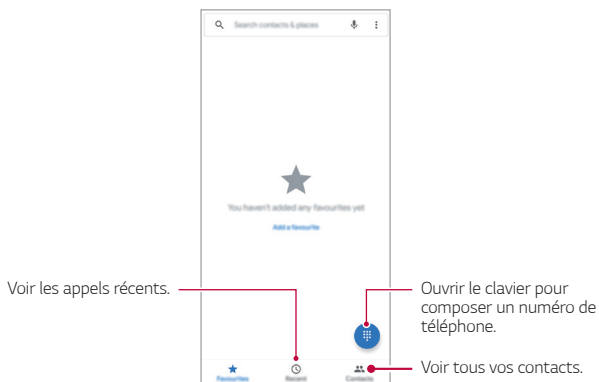 Search contacts & places
You haven't added any favourites yet
Add a favourite
Voir les appels récents.
Ouvrir le clavier pour
composer un numéro de
téléphone.
Voir tous vos contacts.
Favourites
Recent
Contacts